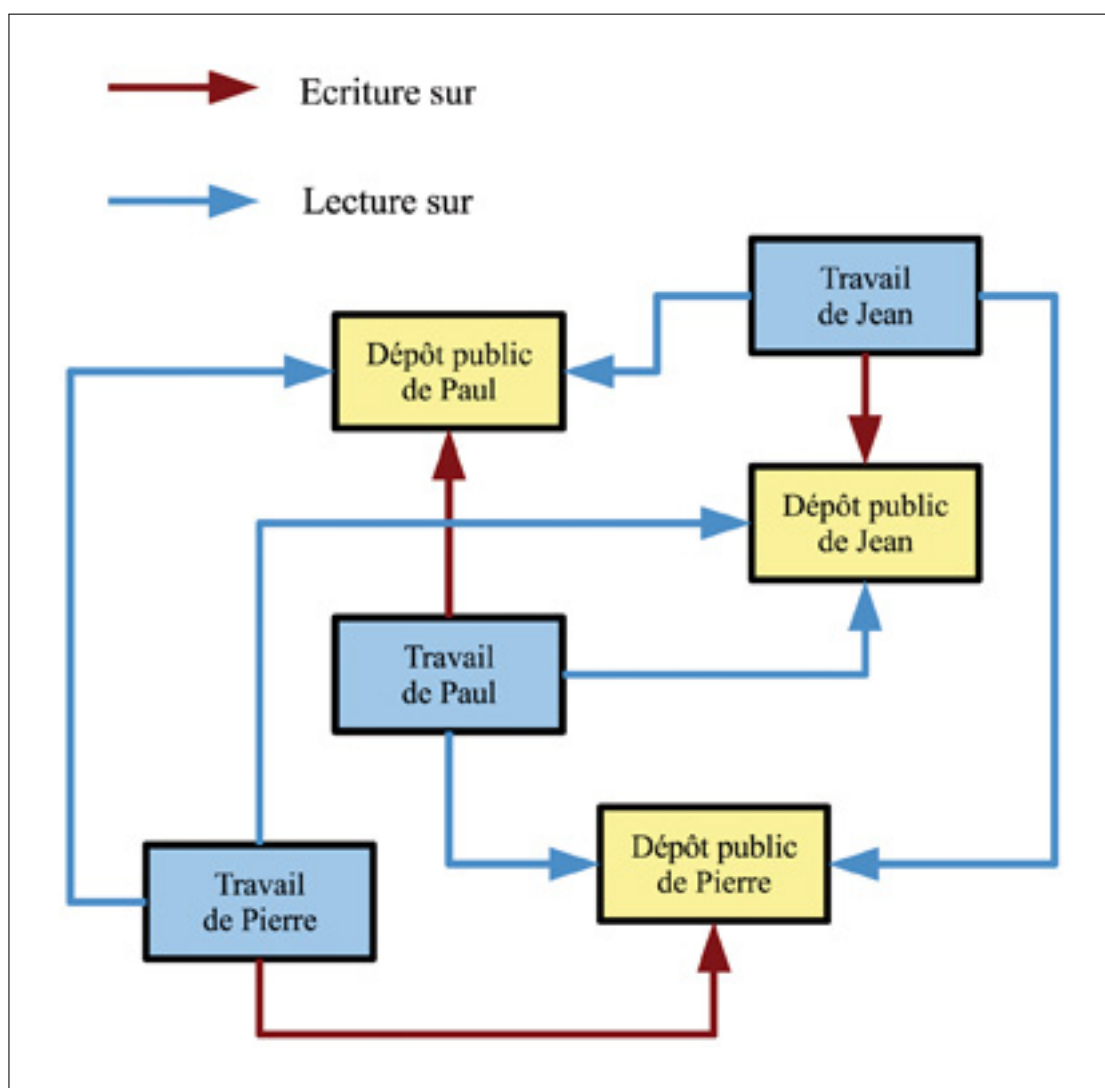 Ecriture sur
Lecture sur
Travail
de Jean
Dépôt public
de Paul
Dépôt public
de Jean
Travail
de Paul
Dépôt public
de Pierre
Travail
de Pierre